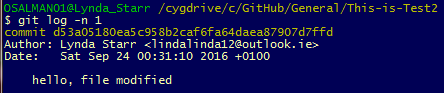 OSALMAN01@Lynda_Starr /cygdrive/c/GitHub/General/This-is-Test2
$ git log -n 1
commit d53a05180ea5c958b2caf6fa64daea87907d7ffd
Author: Lynda Starr <lindalinda12@outlook.ie>
Date:   Sat Sep 24 00:31:10 2016 +0100

    hello, file modified